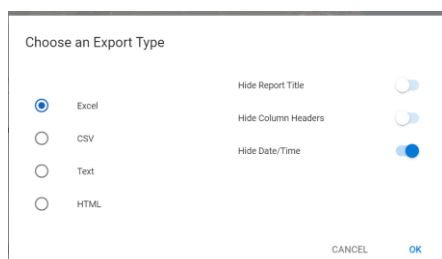 Choose an Export Type
Hide Report Title
Excel
Hide Column Headers
CSV
Hide Date/Time
Text
HTML
CANCEL OK